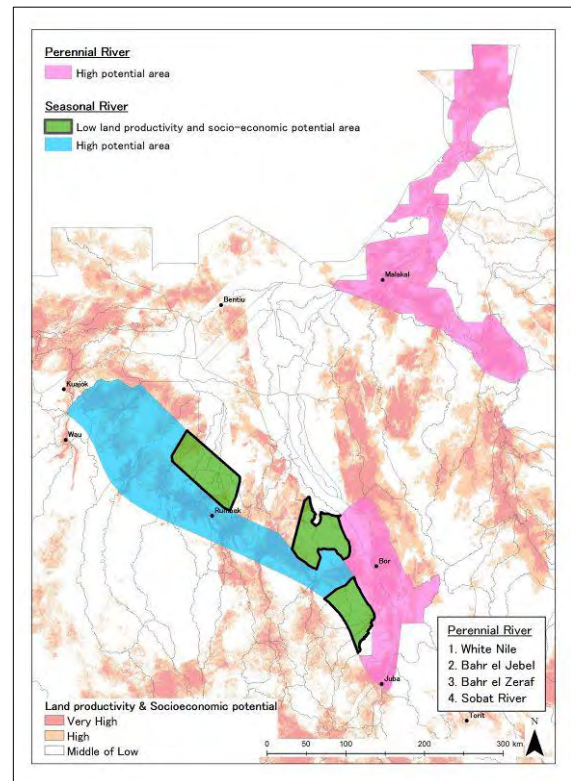 Perennial River
High potential area
Seasonal River
Low land productivity and socio-economic potential area
High potential area
Malakal
Bentiu
Kuajok
Wau
Rumbek
Bor
Juba
Torit
Perennial River
1. White Nile
2. Bahr el Jebel
3. Bahr el Zeraf
4. Sobat River
Land productivity & Socioeconomic potential
Very High
High
Middle of Low
N
0 50 100 200 300 km